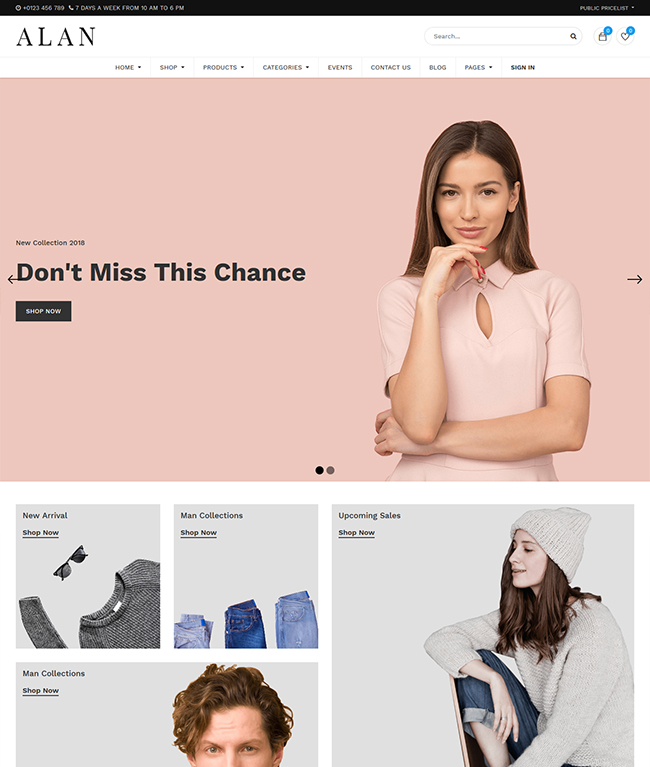 +0123 456 789 7 DAYS A WEEK FROM 10 AM TO 6 PM
PUBLIC PRICELIST
ALAN
Search...
0
0
HOME
SHOP
PRODUCTS
CATEGORIES
EVENTS
CONTACT US
BLOG
PAGES
SIGN IN
New Collection 2018
Don't Miss This Chance
SHOP NOW
New Arrival
Shop Now
Man Collections
Shop Now
Upcoming Sales
Shop Now
Man Collections
Shop Now